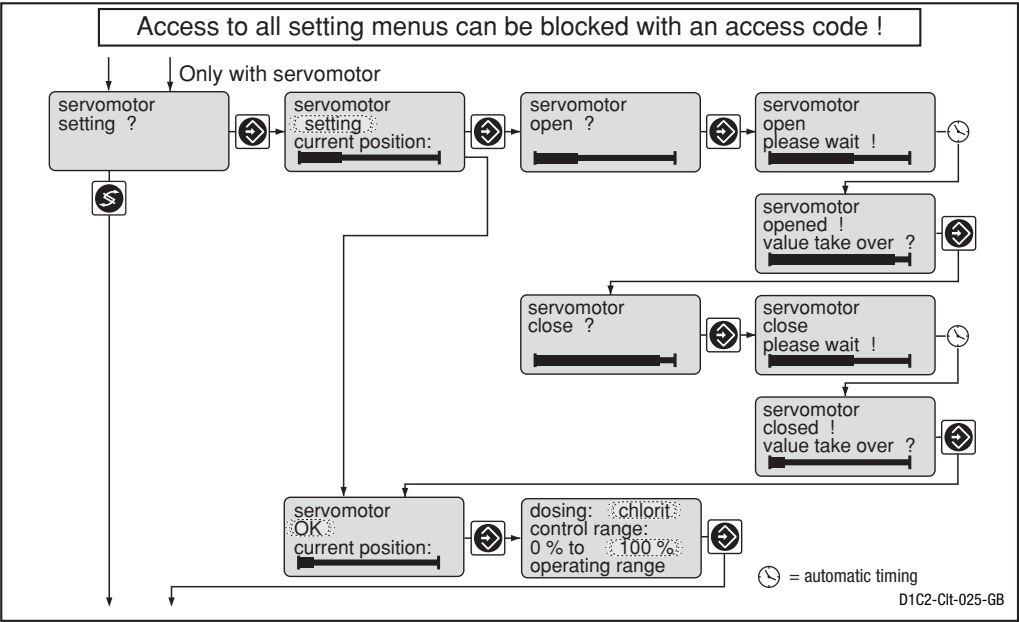 Access to all setting menus can be blocked with an access code !
Only with servomotor
servomotor
setting ?
servomotor
setting
current position:
servomotor
open ?
servomotor
open
please wait !
servomotor
opened !
value take over ?
servomotor
close ?
servomotor
close
please wait !
servomotor
closed !
value take over ?
servomotor
OK
current position:
dosing: chlorit
control range:
0 % to 100 %
operating range
= automatic timing
D1C2-Clt-025-GB